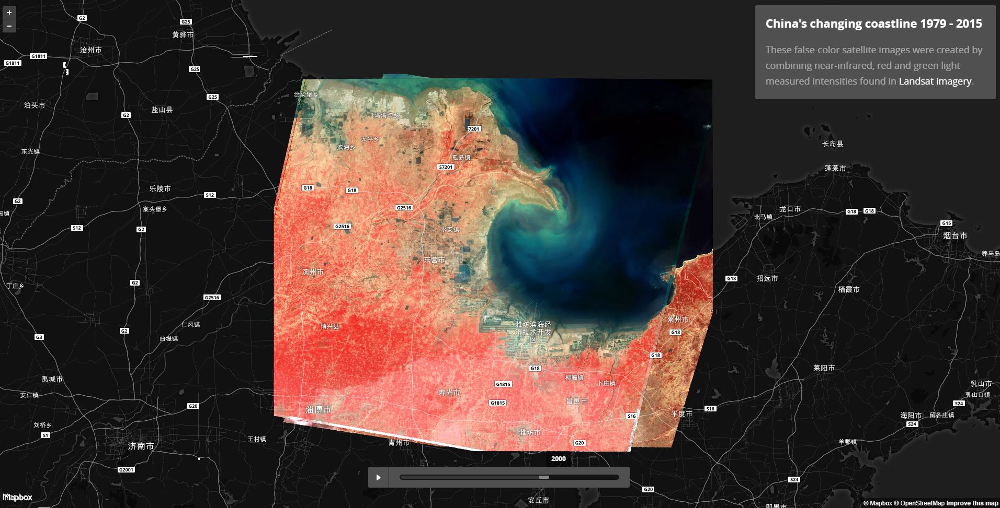 +
−
China's changing coastline 1979 - 2015
These false-color satellite images were created by
combining near-infrared, red and green light
measured intensities found in Landsat imagery.
G2
G25
黄骅市
沧州市
G1811
G1811
G25
G25
泊头市
盐山县
G2
岔尖堡乡
湾湾沟乡
S7201
太平乡
滨海乡
长岛县
东光镇
孤岛镇
S7201
蓬莱市
G18
G18
乐陵市
S12
G2
寨头堡乡
G2516
龙口市
G18
G18
北马镇
S12
G2
G2516
永安镇
G15
烟台市
养马岛
东营市
滨州市
G2
G18
招远市
丁庄乡
栖霞市
G2516
仁风镇
博兴县
潍坊滨海经
济技术开发
区
莱州市
G18
G2
G3
曲堤镇
G18
G18
莱阳市
柳疃镇
卜庄镇
禹城市
G1815
乳山市
安仁镇
寿光市
乳山口镇
G1815
昌邑市
S24
G20
淄博市
S16
S16
平度市
海阳市
留各庄镇
刘桥乡
S24
S1
王村镇
潍坊市
青州市
G20
羊郡镇
济南市
2000
G2001
S24
G20
安丘市
即墨市
Mapbox
© Mapbox © OpenStreetMap Improve this map